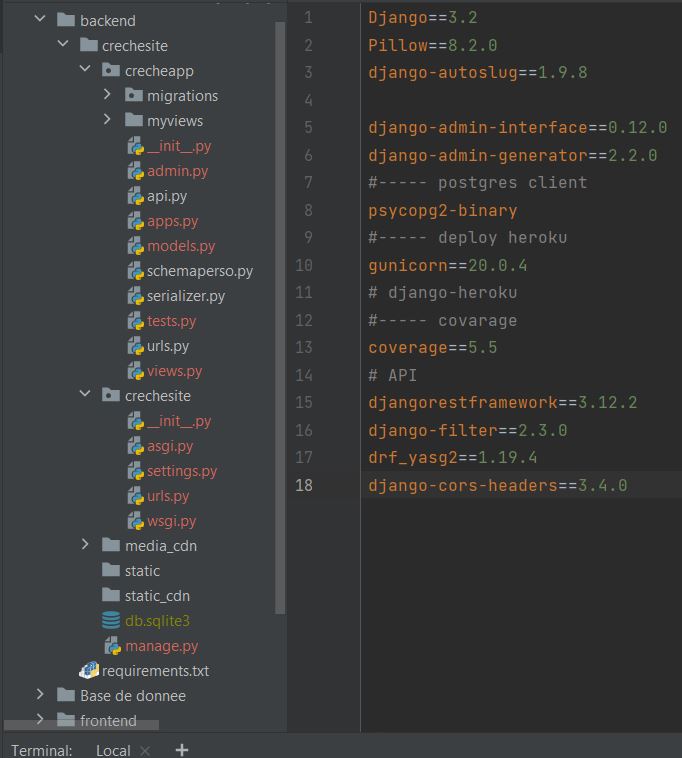 backend
crechesite
crecheapp
migrations
myviews
__init__.py
admin.py
api.py
apps.py
models.py
schemaperso.py
serializer.py
tests.py
urls.py
views.py
crechesite
__init__.py
asgi.py
settings.py
urls.py
wsgi.py
media_cdn
static
static_cdn
db.sqlite3
manage.py
requirements.txt
Base de donnee
frontend
1 Django==3.2
2 Pillow==8.2.0
3 django-autoslug==1.9.8
4
5 django-admin-interface==0.12.0
6 django-admin-generator==2.2.0
7 #----- postgres client
8 psycopg2-binary
9 #----- deploy heroku
10 gunicorn==20.0.4
11 # django-heroku
12 #----- covarage
13 coverage==5.5
14 # API
15 djangorestframework==3.12.2
16 django-filter==2.3.0
17 drf_yasg2==1.19.4
18 django-cors-headers==3.4.0
Terminal: Local × +